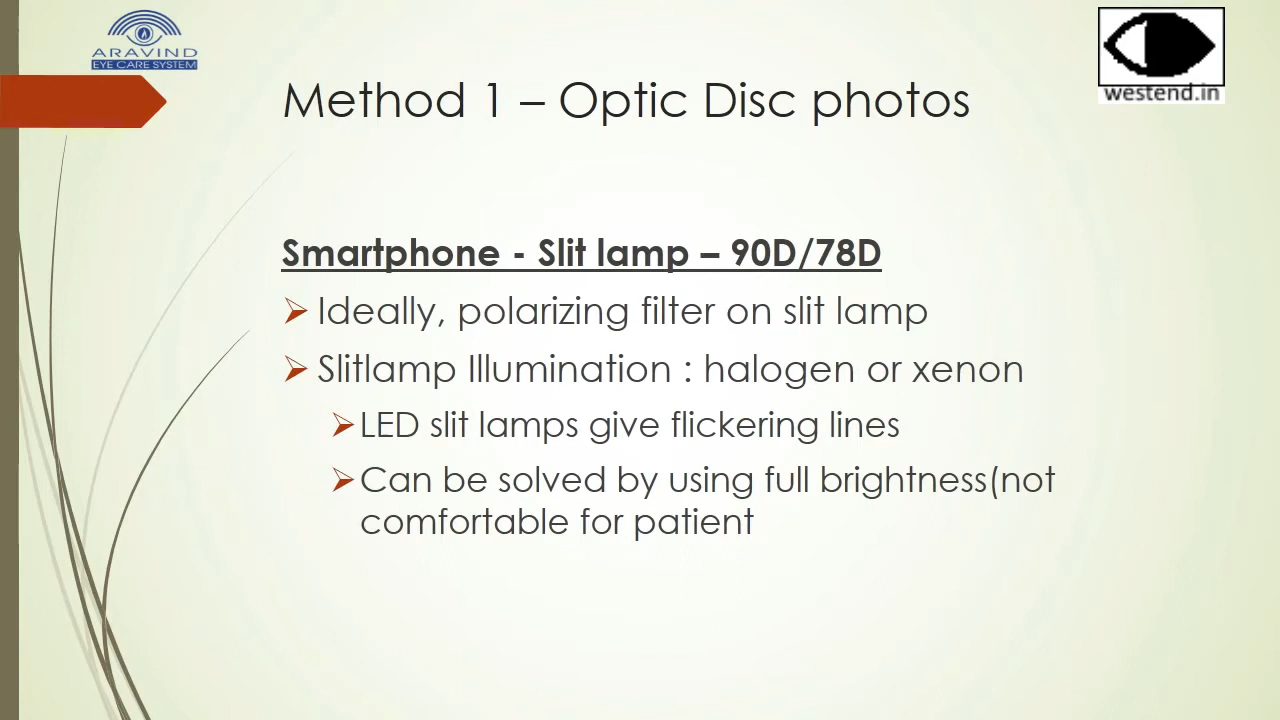 ARAVIND
EYE CARE SYSTEM
westend.in
Method 1 – Optic Disc photos
Smartphone - Slit lamp – 90D/78D
Ideally, polarizing filter on slit lamp
Slitlamp Illumination : halogen or xenon
LED slit lamps give flickering lines
Can be solved by using full brightness(not
comfortable for patient